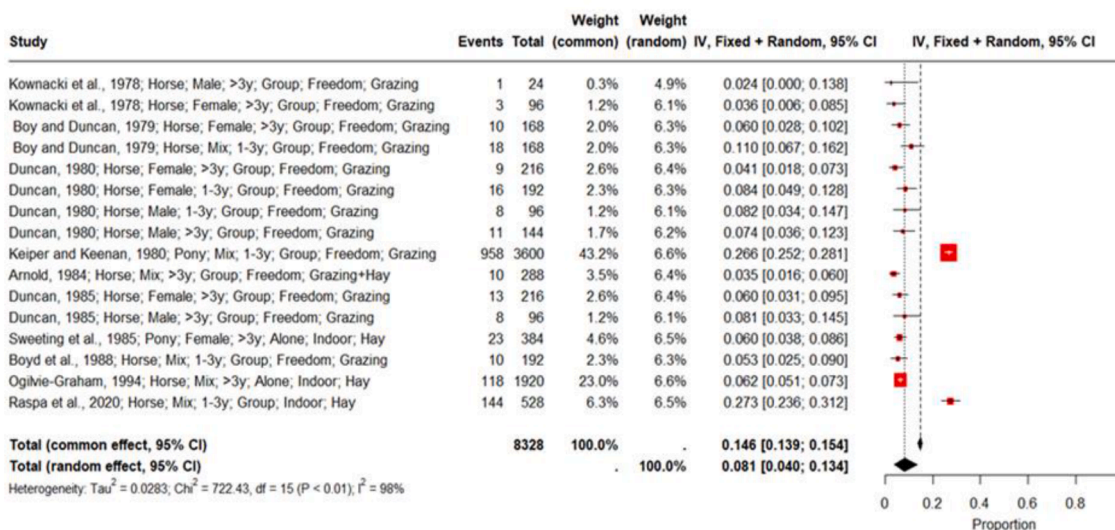 Weight Weight
Study Events Total (common) (random) IV, Fixed + Random, 95% CI IV, Fixed + Random, 95% CI
Kownacki et al., 1978; Horse; Male; >3y; Group; Freedom; Grazing 1 24 0.3% 4.9% 0.024 [0.000; 0.138]
Kownacki et al., 1978; Horse; Female; >3y; Group; Freedom; Grazing 3 96 1.2% 6.1% 0.036 [0.006; 0.085]
Boy and Duncan, 1979; Horse; Female; >3y; Group; Freedom; Grazing 10 168 2.0% 6.3% 0.060 [0.028; 0.102]
Boy and Duncan, 1979; Horse; Mix; 1-3y; Group; Freedom; Grazing 18 168 2.0% 6.3% 0.110 [0.067; 0.162]
Duncan, 1980; Horse; Female; >3y; Group; Freedom; Grazing 9 216 2.6% 6.4% 0.041 [0.018; 0.073]
Duncan, 1980; Horse; Female; 1-3y; Group; Freedom; Grazing 16 192 2.3% 6.3% 0.084 [0.049; 0.128]
Duncan, 1980; Horse; Male; 1-3y; Group; Freedom; Grazing 8 96 1.2% 6.1% 0.082 [0.034; 0.147]
Duncan, 1980; Horse; Male; >3y; Group; Freedom; Grazing 11 144 1.7% 6.2% 0.074 [0.036; 0.123]
Keiper and Keenan, 1980; Pony; Mix; 1-3y; Group; Freedom; Grazing 958 3600 43.2% 6.6% 0.266 [0.252; 0.281]
Arnold, 1984; Horse; Mix; >3y; Group; Freedom; Grazing+Hay 10 288 3.5% 6.4% 0.035 [0.016; 0.060]
Duncan, 1985; Horse; Female; >3y; Group; Freedom; Grazing 13 216 2.6% 6.4% 0.060 [0.031; 0.095]
Duncan, 1985; Horse; Male; >3y; Group; Freedom; Grazing 8 96 1.2% 6.1% 0.081 [0.033; 0.145]
Sweeting et al., 1985; Pony; Female; >3y; Alone; Indoor; Hay 23 384 4.6% 6.5% 0.060 [0.038; 0.086]
Boyd et al., 1988; Horse; Mix; 1-3y; Group; Freedom; Grazing 10 192 2.3% 6.3% 0.053 [0.025; 0.090]
Ogilvie-Graham, 1994; Horse; Mix; >3y; Alone; Indoor; Hay 118 1920 23.0% 6.6% 0.062 [0.051; 0.073]
Raspa et al., 2020; Horse; Mix; 1-3y; Group; Indoor; Hay 144 528 6.3% 6.5% 0.273 [0.236; 0.312]
Total (common effect, 95% CI) 8328 100.0% . 0.146 [0.139; 0.154]
Total (random effect, 95% CI) . 100.0% 0.081 [0.040; 0.134]
Heterogeneity: Tau² = 0.0283; Chi² = 722.43, df = 15 (P < 0.01); I² = 98%
0 0.2 0.4 0.6 0.8
Proportion